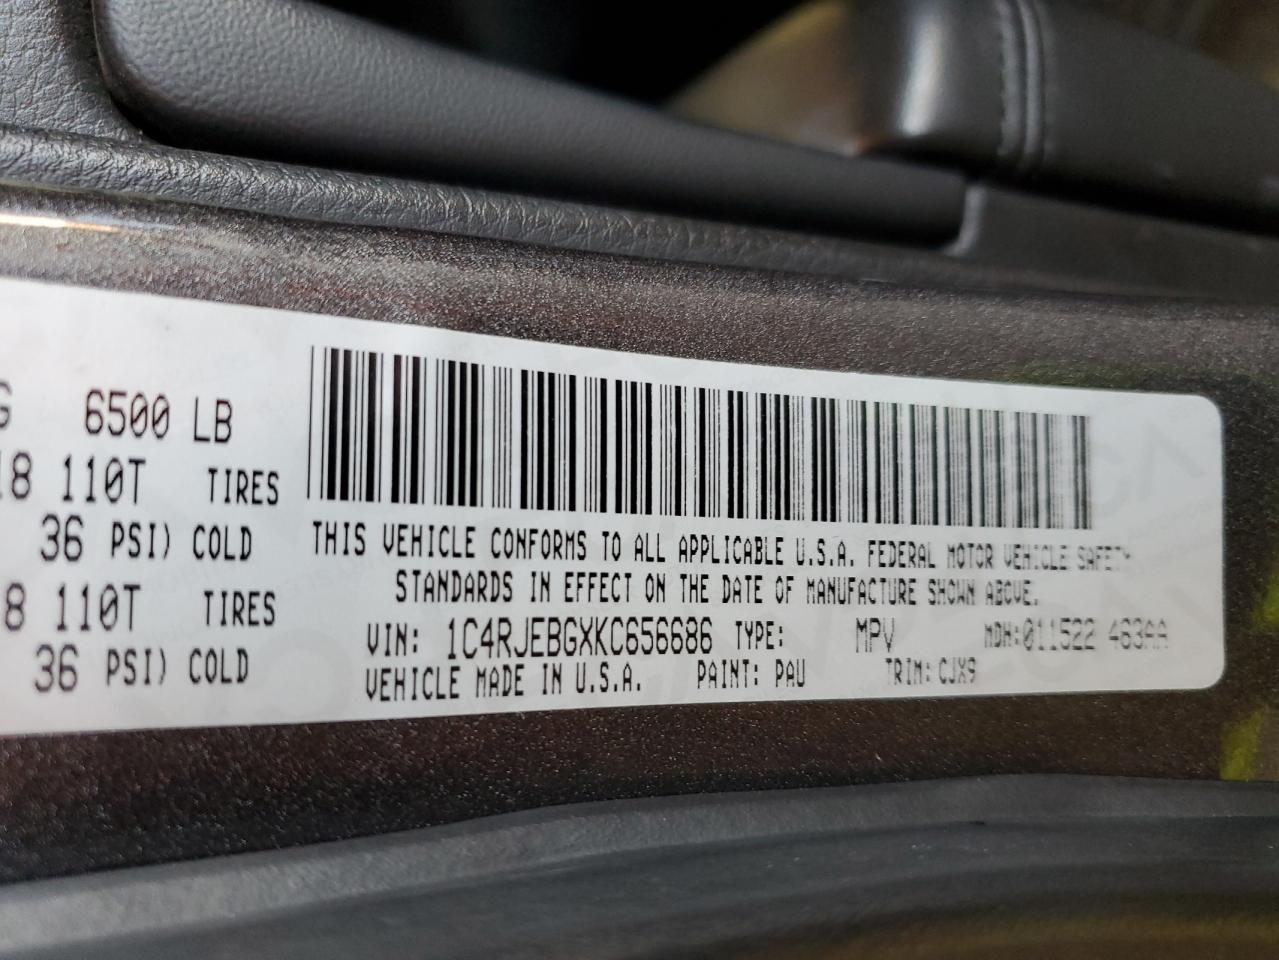 G 6500 LB
18 110T TIRES
36 PSI) COLD
8 110T TIRES
36 PSI) COLD
THIS VEHICLE CONFORMS TO ALL APPLICABLE U.S.A. FEDERAL MOTOR VEHICLE SAFETY
STANDARDS IN EFFECT ON THE DATE OF MANUFACTURE SHOWN ABOVE.
VIN: 1C4RJEBGXKC656686 TYPE: MPV MDH:011522 463AA
VEHICLE MADE IN U.S.A. PAINT: PAU TRIM: CJX9